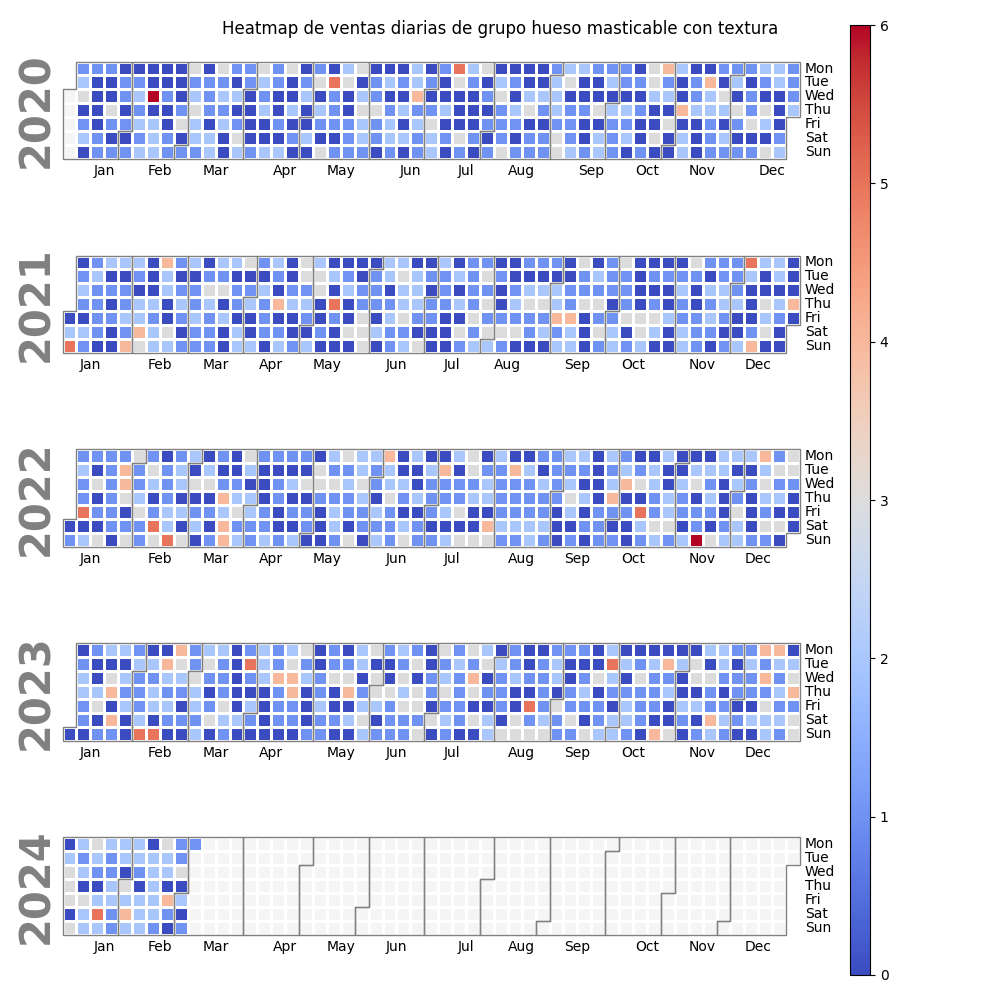 Heatmap de ventas diarias de grupo hueso masticable con textura
2020
Mon
Tue
Wed
Thu
Fri
Sat
Sun
Jan Feb Mar Apr May Jun Jul Aug Sep Oct Nov Dec
2021
Mon
Tue
Wed
Thu
Fri
Sat
Sun
Jan Feb Mar Apr May Jun Jul Aug Sep Oct Nov Dec
2022
Mon
Tue
Wed
Thu
Fri
Sat
Sun
Jan Feb Mar Apr May Jun Jul Aug Sep Oct Nov Dec
2023
Mon
Tue
Wed
Thu
Fri
Sat
Sun
Jan Feb Mar Apr May Jun Jul Aug Sep Oct Nov Dec
2024
Mon
Tue
Wed
Thu
Fri
Sat
Sun
Jan Feb Mar Apr May Jun Jul Aug Sep Oct Nov Dec
6
5
4
3
2
1
0